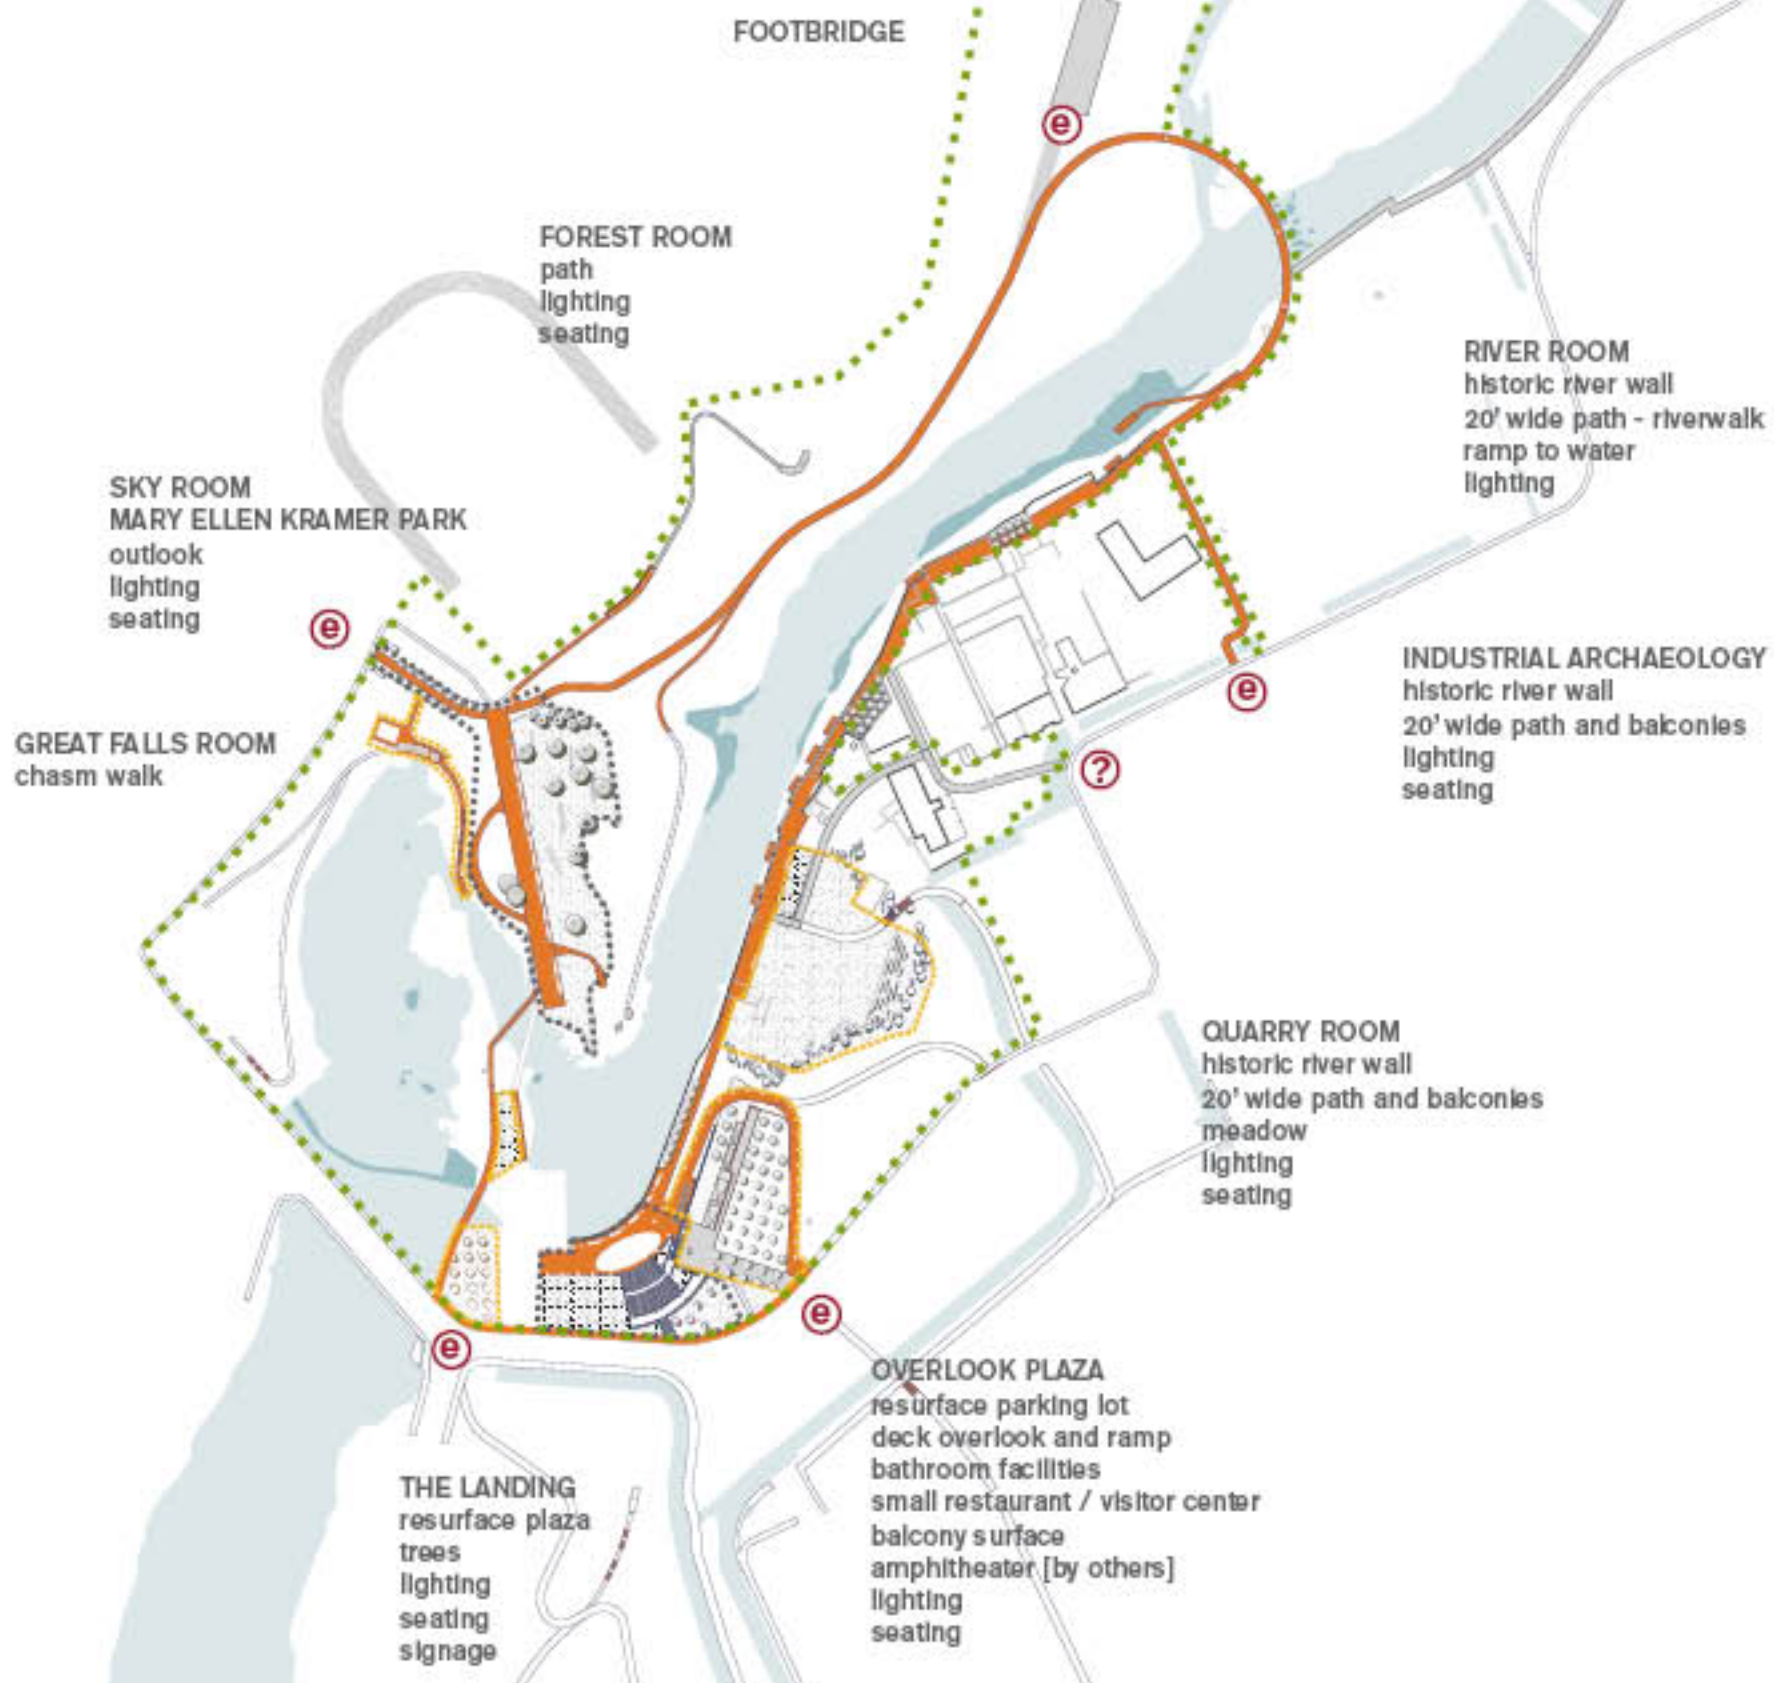 FOOTBRIDGE
e
FOREST ROOM
path
lighting
seating
RIVER ROOM
historic river wall
20' wide path - riverwalk
ramp to water
lighting
SKY ROOM
MARY ELLEN KRAMER PARK
outlook
lighting
seating
e
INDUSTRIAL ARCHAEOLOGY
historic river wall
20' wide path and balconies
lighting
seating
e
GREAT FALLS ROOM
chasm walk
?
QUARRY ROOM
historic river wall
20' wide path and balconies
meadow
lighting
seating
e
e
OVERLOOK PLAZA
resurface parking lot
deck overlook and ramp
bathroom facilities
small restaurant / visitor center
balcony surface
amphitheater [by others]
lighting
seating
THE LANDING
resurface plaza
trees
lighting
seating
signage